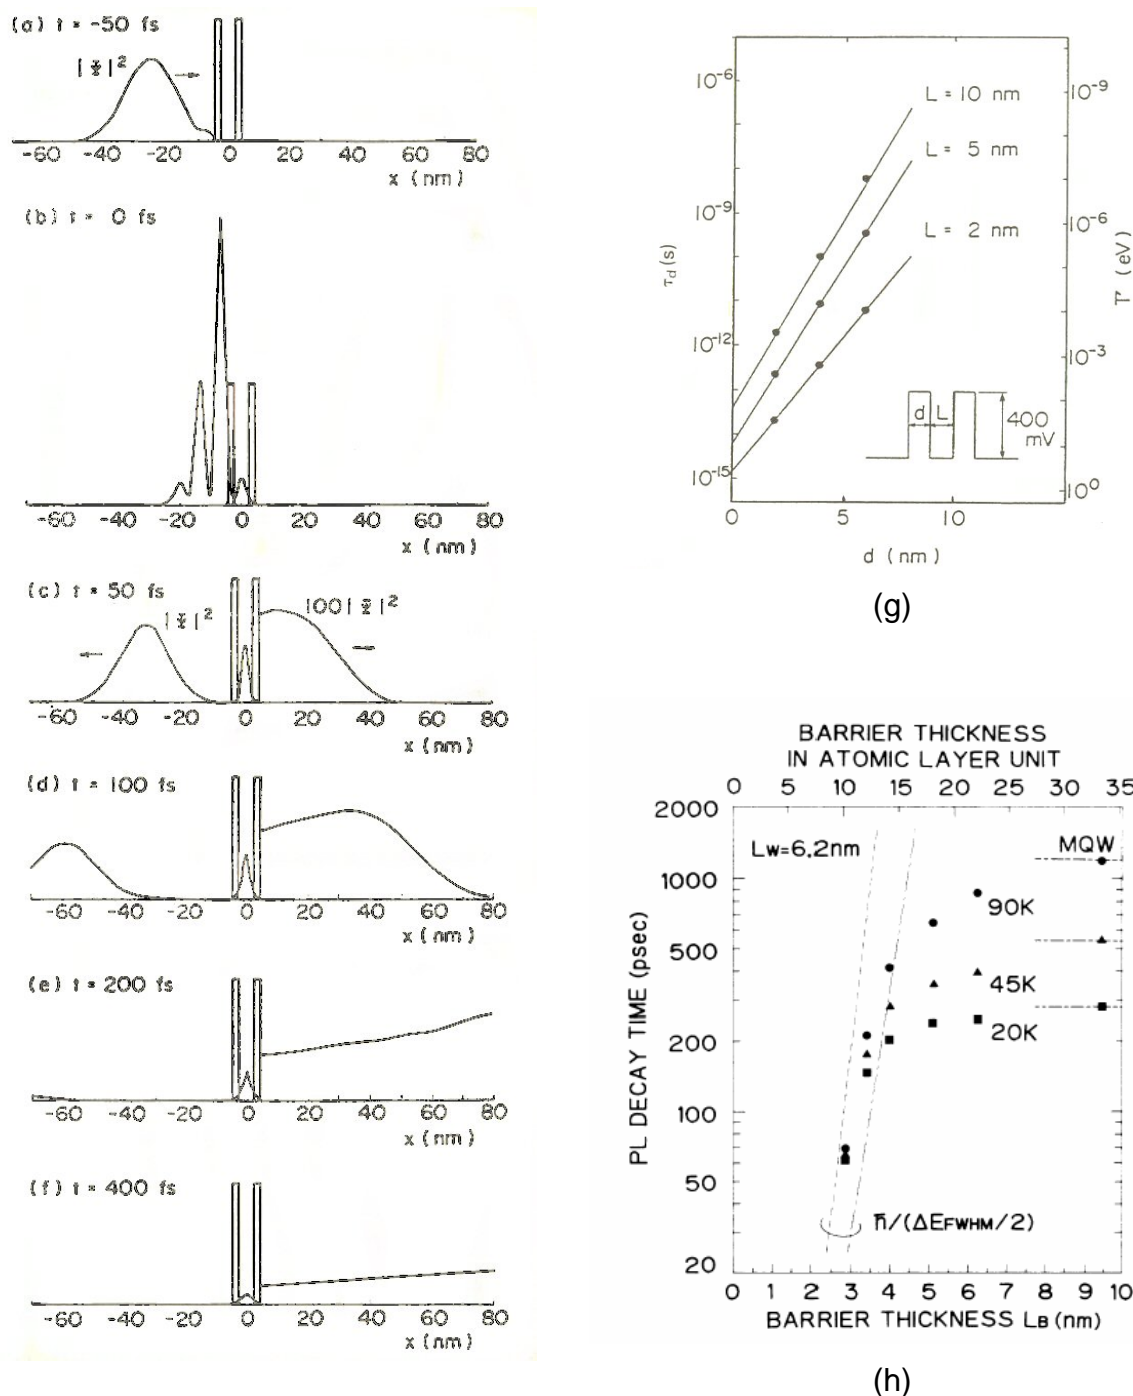 (a) t = -50 fs
|Ψ|²
-60 -40 -20 0 20 40 60 80
x (nm)
(b) t = 0 fs
-60 -40 -20 0 20 40 60 80
x (nm)
(c) t = 50 fs
|Ψ|² 100|Ψ|²
-60 -40 -20 0 20 40 60 80
x (nm)
(d) t = 100 fs
-60 -40 -20 0 20 40 60 80
x (nm)
(e) t = 200 fs
-60 -40 -20 0 20 40 60 80
x (nm)
(f) t = 400 fs
-60 -40 -20 0 20 40 60 80
x (nm)
10⁻⁶
10⁻⁹
10⁻¹²
10⁻¹⁵
τd(s)
L = 10 nm
L = 5 nm
L = 2 nm
10⁻⁹
10⁻⁶
10⁻³
10⁰
Γ (eV)
d L
400
mV
0 5 10
d (nm)
(g)
BARRIER THICKNESS
IN ATOMIC LAYER UNIT
0 5 10 15 20 25 30 35
2000
1000
500
200
100
50
20
PL DECAY TIME (psec)
LW=6.2nm
MQW
90K
45K
20K
ħ/(ΔEFWHM/2)
0 1 2 3 4 5 6 7 8 9 10
BARRIER THICKNESS LB (nm)
(h)